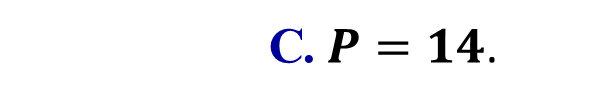 C. P = 14.